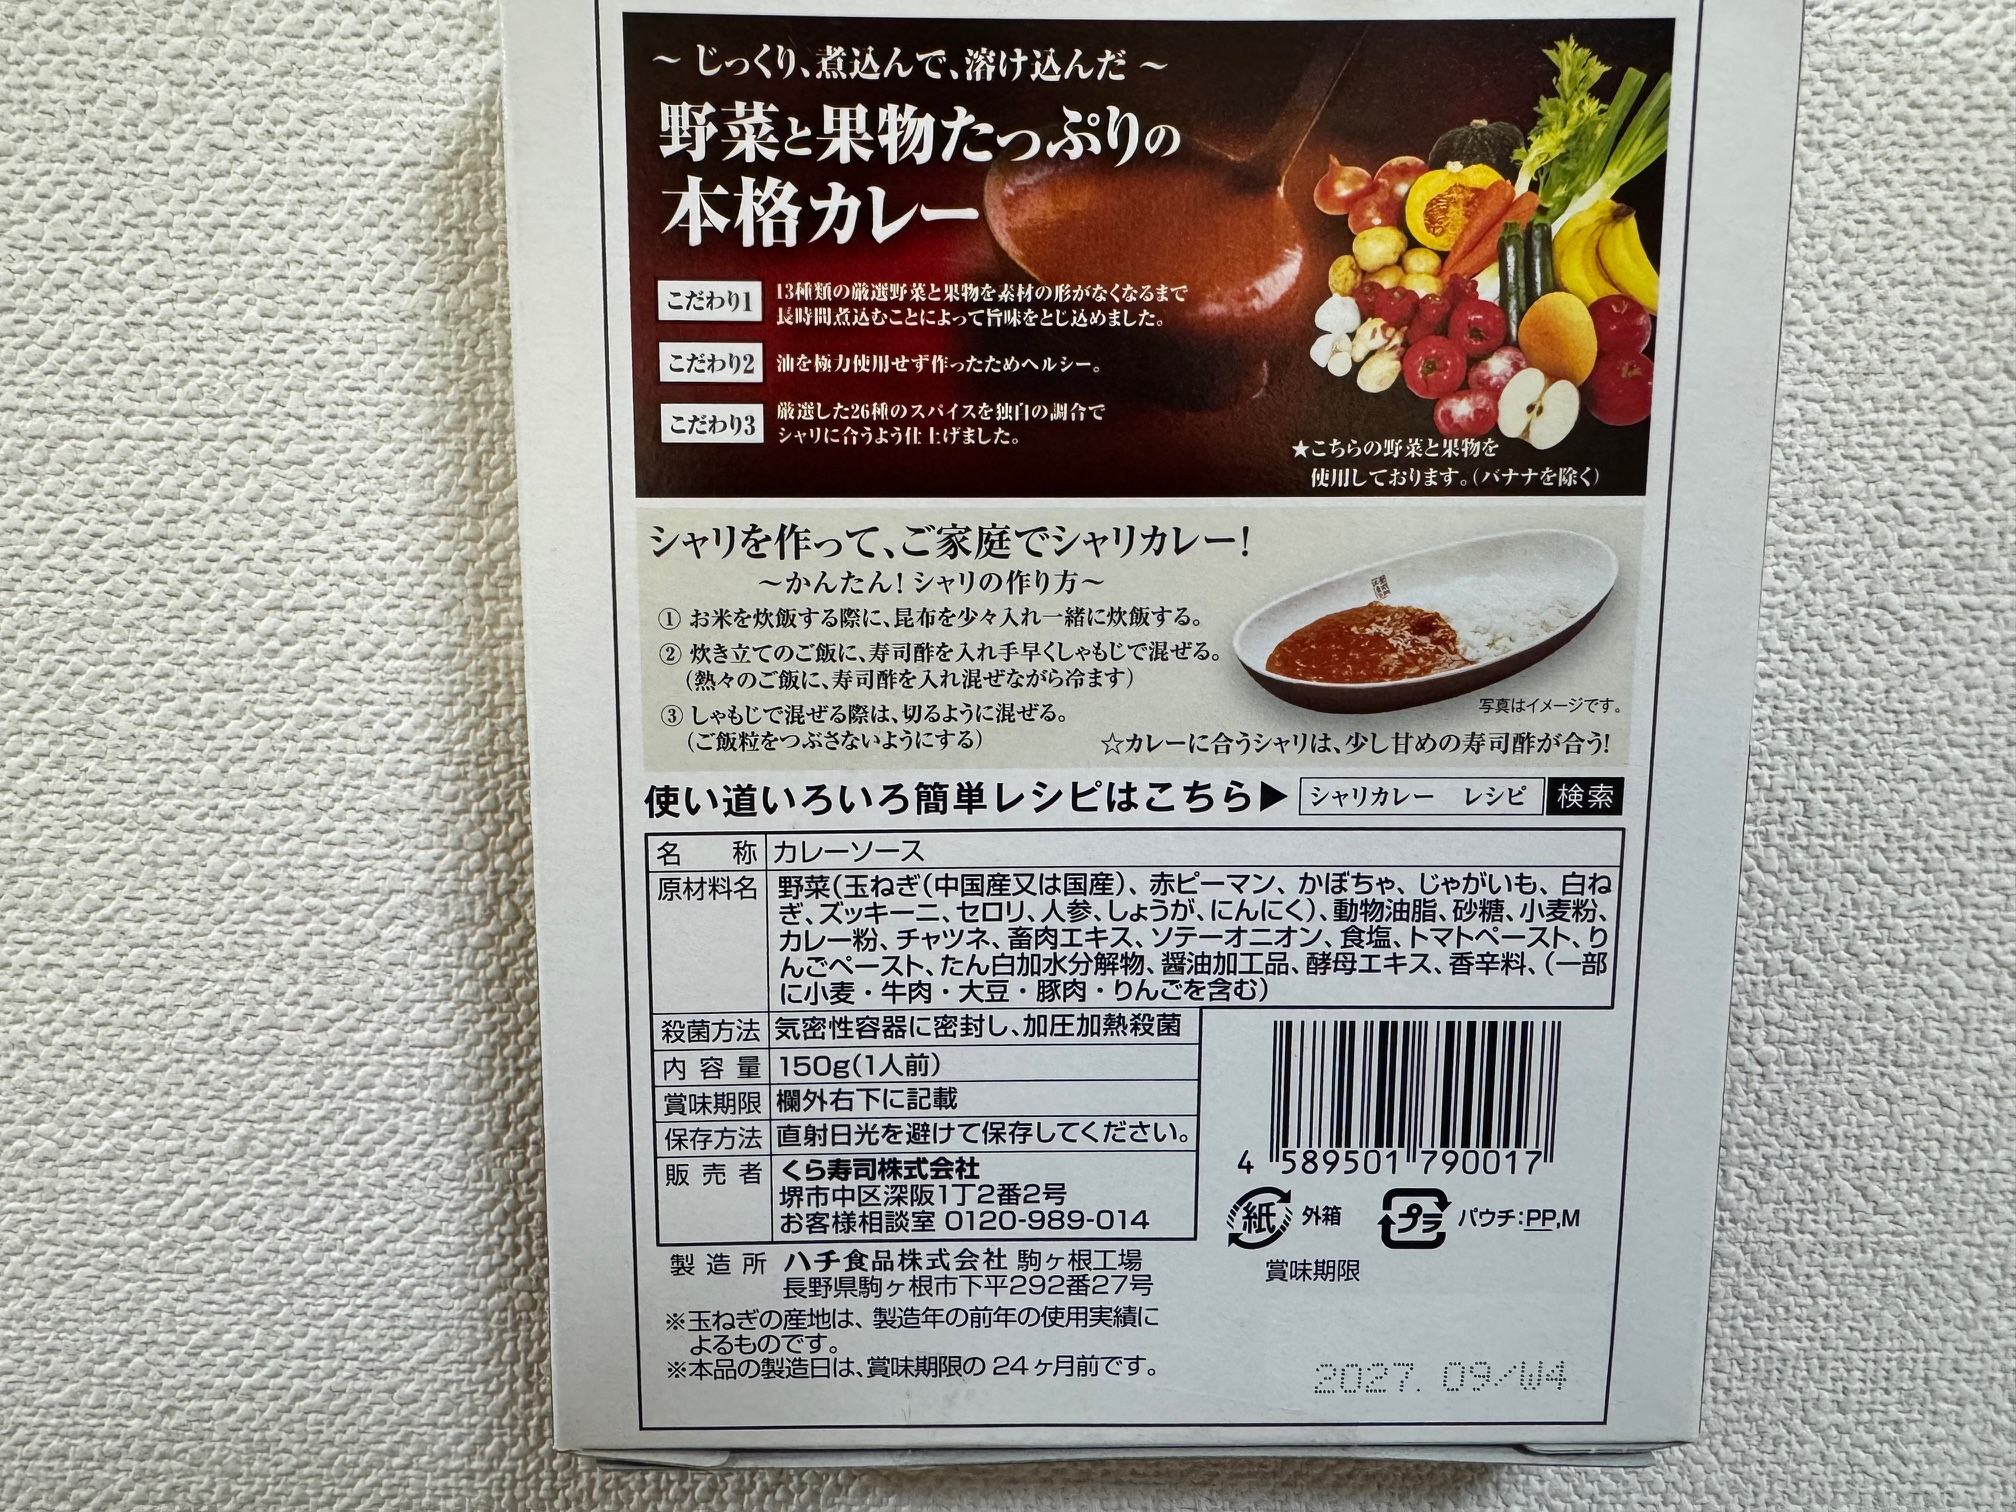 ～じっくり、煮込んで、溶け込んだ～
野菜と果物たっぷりの
本格カレー
こだわり1
13種類の厳選野菜と果物を素材の形がなくなるまで
長時間煮込むことによって旨味をとじ込めました。
こだわり2
油を極力使用せず作ったためヘルシー。
こだわり3
厳選した26種のスパイスを独自の調合で
シャリに合うよう仕上げました。
★こちらの野菜と果物を
使用しております。(バナナを除く)
シャリを作って、ご家庭でシャリカレー!
～かんたん!シャリの作り方～
① お米を炊飯する際に、昆布を少々入れ一緒に炊飯する。
② 炊き立てのご飯に、寿司酢を入れ手早くしゃもじで混ぜる。
(熱々のご飯に、寿司酢を入れ混ぜながら冷ます)
③ しゃもじで混ぜる際は、切るように混ぜる。
(ご飯粒をつぶさないようにする)
写真はイメージです。
☆カレーに合うシャリは、少し甘めの寿司酢が合う!
使い道いろいろ簡単レシピはこちら▶ シャリカレー レシピ 検索
名称 カレーソース
原材料名 野菜(玉ねぎ(中国産又は国産)、赤ピーマン、かぼちゃ、じゃがいも、白ね
ぎ、ズッキーニ、セロリ、人参、しょうが、にんにく)、動物油脂、砂糖、小麦粉、
カレー粉、チャツネ、畜肉エキス、ソテーオニオン、食塩、トマトペースト、り
んごペースト、たん白加水分解物、醤油加工品、酵母エキス、香辛料、(一部
に小麦・牛肉・大豆・豚肉・りんごを含む)
殺菌方法 気密性容器に密封し、加圧加熱殺菌
内容量 150g(1人前)
賞味期限 欄外右下に記載
保存方法 直射日光を避けて保存してください。
販売者 くら寿司株式会社
堺市中区深阪1丁2番2号
お客様相談室 0120-989-014
4 589501 790017
紙 外箱
プラ パウチ:PP,M
製造所 ハチ食品株式会社 駒ヶ根工場
長野県駒ヶ根市下平292番27号
※玉ねぎの産地は、製造年の前年の使用実績に
よるものです。
※本品の製造日は、賞味期限の24ヶ月前です。
賞味期限
2027. 09/W4